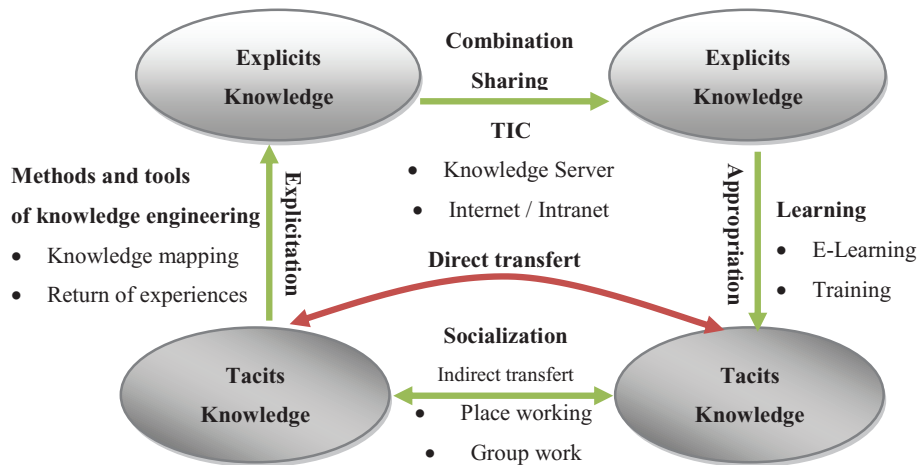 Explicits
Knowledge
Combination
Sharing
Explicits
Knowledge
TIC
• Knowledge Server
• Internet / Intranet
Methods and tools
of knowledge engineering
• Knowledge mapping
• Return of experiences
Explicitation
Appropriation
Learning
• E-Learning
• Training
Direct transfert
Tacits
Knowledge
Socialization
Indirect transfert
• Place working
• Group work
Tacits
Knowledge